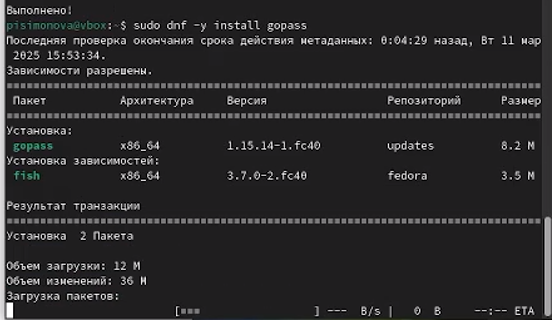 Выполнено!
pisimonova@vbox:~$ sudo dnf -y install gopass
Последняя проверка окончания срока действия метаданных: 0:04:29 назад, Вт 11 мар
2025 15:53:34.
Зависимости разрешены.
Пакет Архитектура Версия Репозиторий Размер
Установка:
gopass x86_64 1.15.14-1.fc40 updates 8.2 M
Установка зависимостей:
fish x86_64 3.7.0-2.fc40 fedora 3.5 M
Результат транзакции
Установка 2 Пакета
Объем загрузки: 12 M
Объем изменений: 36 M
Загрузка пакетов:
[=== ] --- B/s | 0 B --:-- ETA